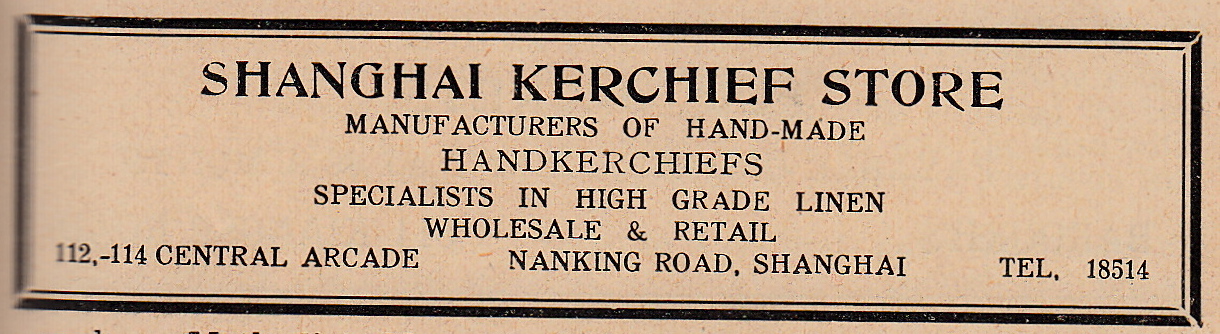 SHANGHAI KERCHIEF STORE
MANUFACTURERS OF HAND-MADE
HANDKERCHIEFS
SPECIALISTS IN HIGH GRADE LINEN
WHOLESALE & RETAIL
112,-114 CENTRAL ARCADE NANKING ROAD, SHANGHAI TEL, 18514